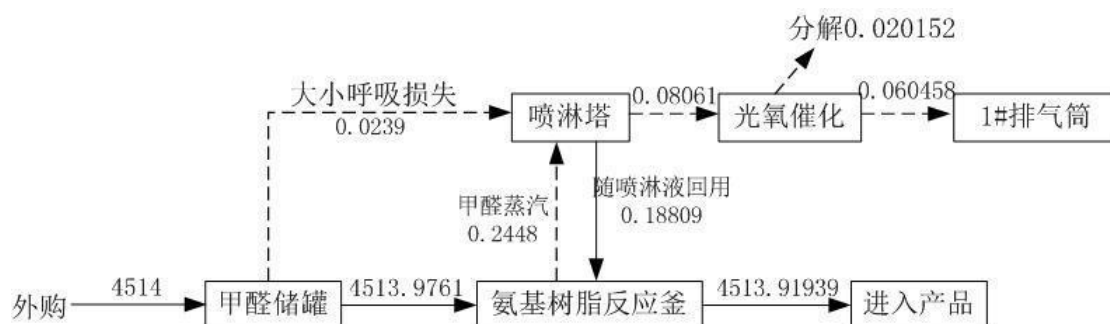 分解0.020152
大小呼吸损失
0.0239
喷淋塔
0.08061
光氧催化
0.060458
1#排气筒
甲醛蒸汽
0.2448
随喷淋液回用
0.18809
外购
4514
甲醛储罐
4513.9761
氨基树脂反应釜
4513.91939
进入产品